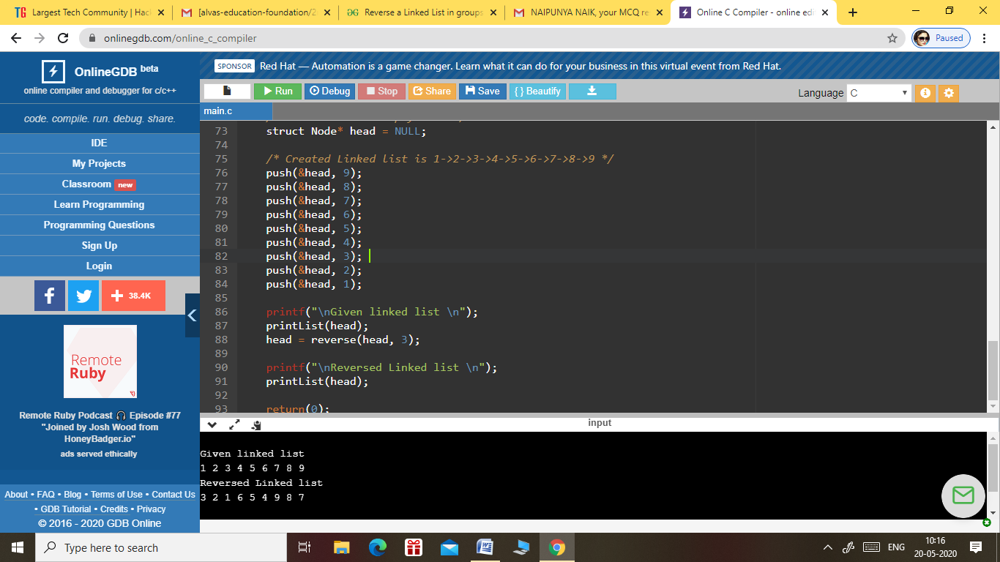 Largest Tech Community | Hac
[alvas-education-foundation/2
Reverse a Linked List in groups
NAIPUNYA NAIK, your MCQ re
Online C Compiler - online edi
onlinegdb.com/online_c_compiler
Paused
OnlineGDB beta
online compiler and debugger for c/c++
code. compile. run. debug. share.
IDE
My Projects
Classroom new
Learn Programming
Programming Questions
Sign Up
Login
38.4K
Remote
Ruby
Remote Ruby Podcast 🎧 Episode #77
"Joined by Josh Wood from
HoneyBadger.io"
ads served ethically
About • FAQ • Blog • Terms of Use • Contact Us
• GDB Tutorial • Credits • Privacy
© 2016 - 2020 GDB Online
SPONSOR Red Hat — Automation is a game changer. Learn what it can do for your business in this virtual event from Red Hat.
Run Debug Stop Share Save { } Beautify
Language C
main.c
73 struct Node* head = NULL;
74
75 /* Created Linked list is 1->2->3->4->5->6->7->8->9 */
76 push(&head, 9);
77 push(&head, 8);
78 push(&head, 7);
79 push(&head, 6);
80 push(&head, 5);
81 push(&head, 4);
82 push(&head, 3);
83 push(&head, 2);
84 push(&head, 1);
85
86 printf("\nGiven linked list \n");
87 printList(head);
88 head = reverse(head, 3);
89
90 printf("\nReversed Linked list \n");
91 printList(head);
92
93 return(0);
input
Given linked list
1 2 3 4 5 6 7 8 9
Reversed Linked list
3 2 1 6 5 4 9 8 7
Type here to search
ENG
10:16
20-05-2020